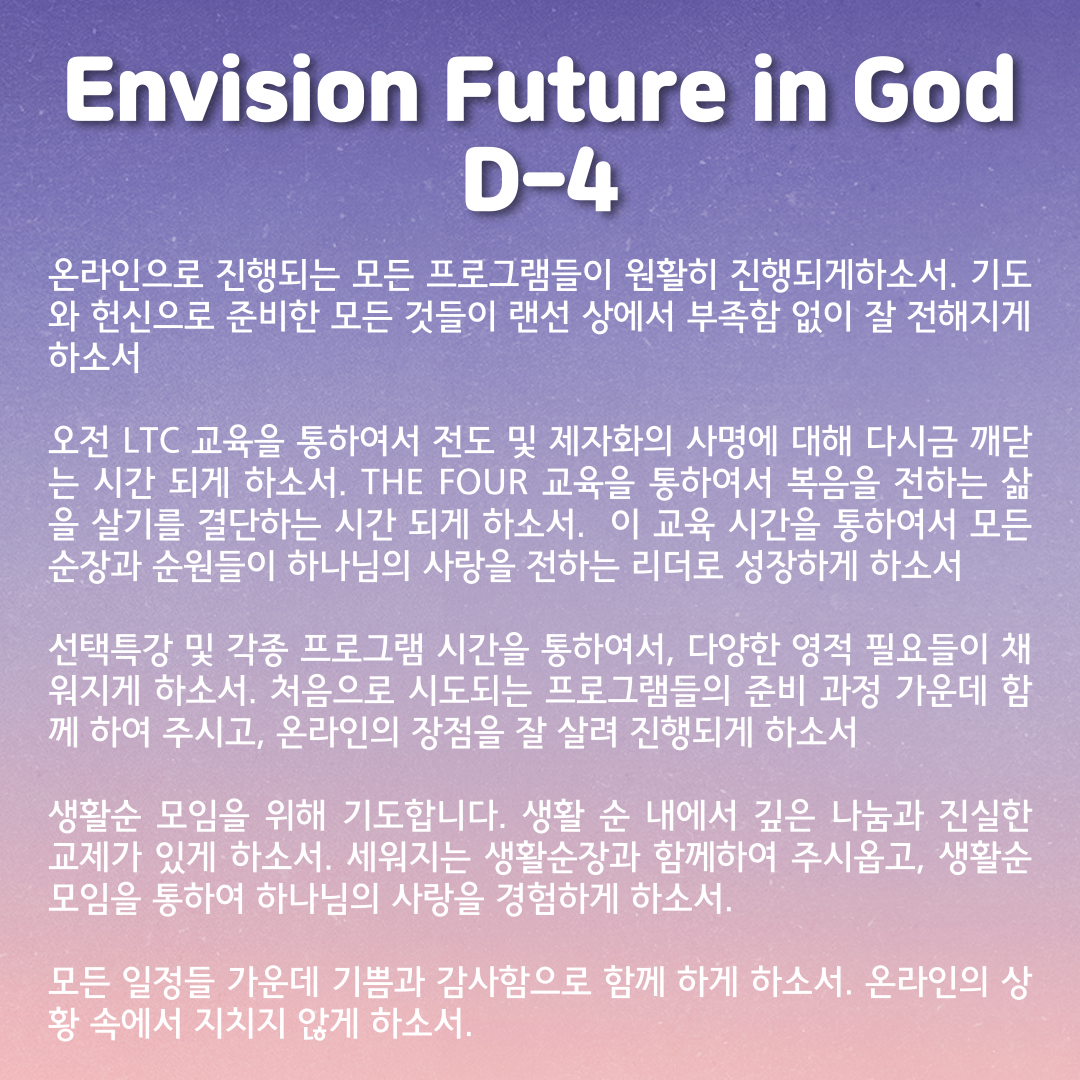 Envision Future in God
D-4
온라인으로 진행되는 모든 프로그램들이 원활히 진행되게하소서. 기도
와 헌신으로 준비한 모든 것들이 랜선 상에서 부족함 없이 잘 전해지게
하소서
오전 LTC 교육을 통하여서 전도 및 제자화의 사명에 대해 다시금 깨닫
는 시간 되게 하소서. THE FOUR 교육을 통하여서 복음을 전하는 삶
을 살기를 결단하는 시간 되게 하소서.  이 교육 시간을 통하여서 모든
순장과 순원들이 하나님의 사랑을 전하는 리더로 성장하게 하소서
선택특강 및 각종 프로그램 시간을 통하여서, 다양한 영적 필요들이 채
워지게 하소서. 처음으로 시도되는 프로그램들의 준비 과정 가운데 함
께 하여 주시고, 온라인의 장점을 잘 살려 진행되게 하소서
생활순 모임을 위해 기도합니다. 생활 순 내에서 깊은 나눔과 진실한
교제가 있게 하소서. 세워지는 생활순장과 함께하여 주시옵고, 생활순
모임을 통하여 하나님의 사랑을 경험하게 하소서.
모든 일정들 가운데 기쁨과 감사함으로 함께 하게 하소서. 온라인의 상
황 속에서 지치지 않게 하소서.